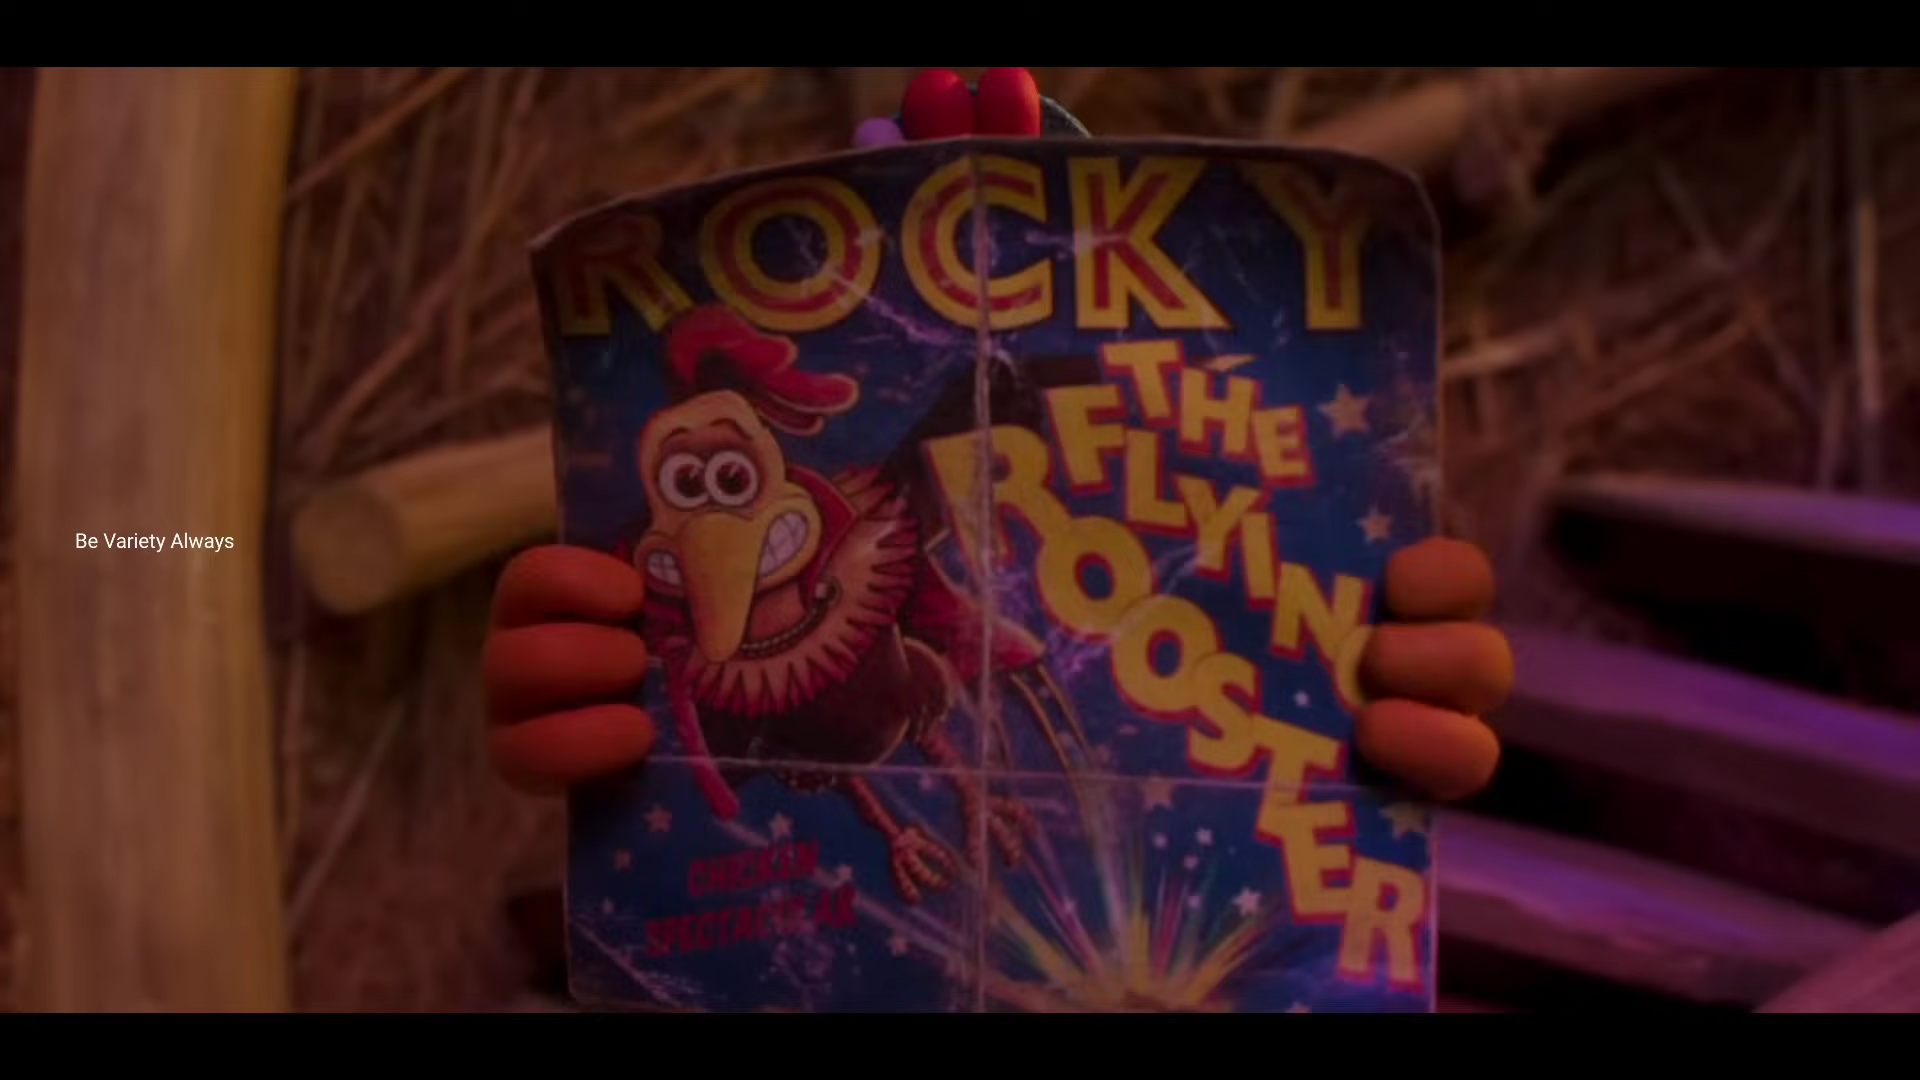 ROCKY
THE
FLYING
ROOSTER
Be Variety Always
CHICKEN
SPECTACULAR